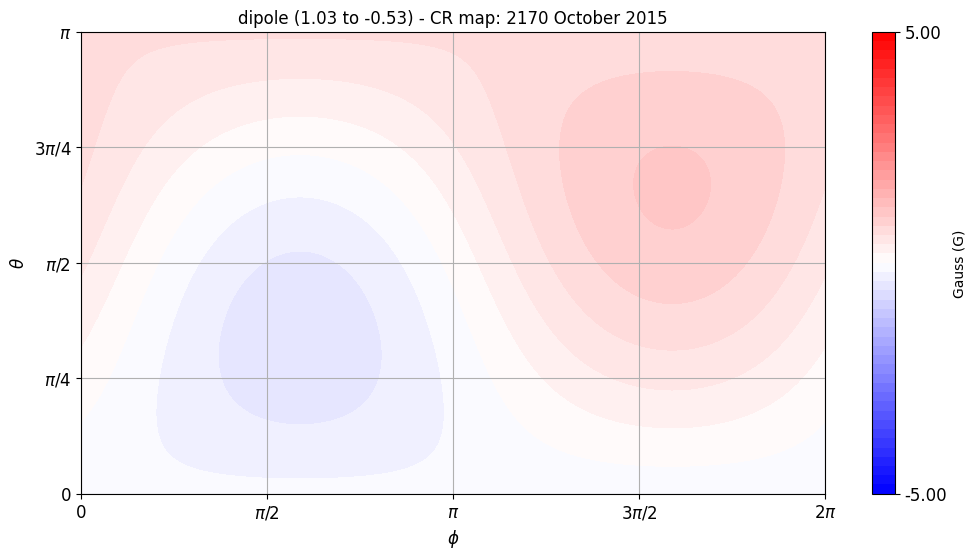 dipole (1.03 to -0.53) - CR map: 2170 October 2015
π
3π/4
π/2
π/4
0
θ
0
π/2
π
3π/2
2π
ϕ
5.00
-5.00
Gauss (G)